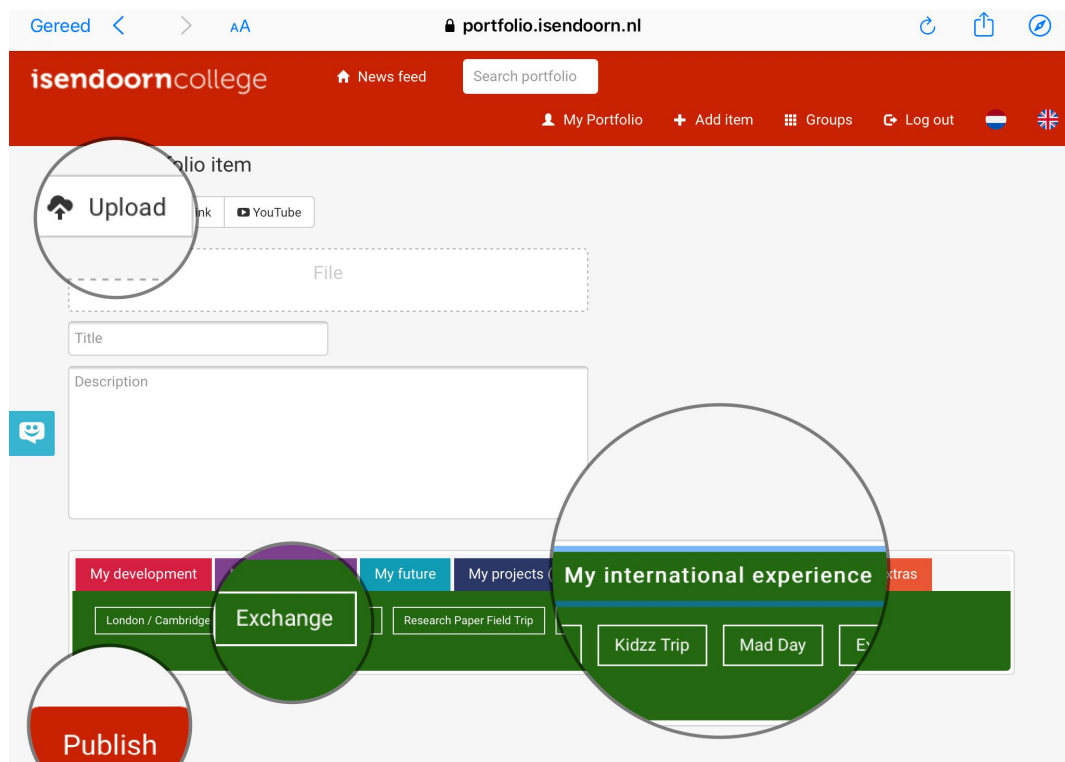 Gereed AA portfolio.isendoorn.nl
isendoorncollege News feed Search portfolio
My Portfolio Add item Groups Log out
folio item
Upload ink YouTube
File
Title
Description
My development My future My projects ( My international experience xtras
London / Cambridge Exchange Research Paper Field Trip Kidzz Trip Mad Day
Publish